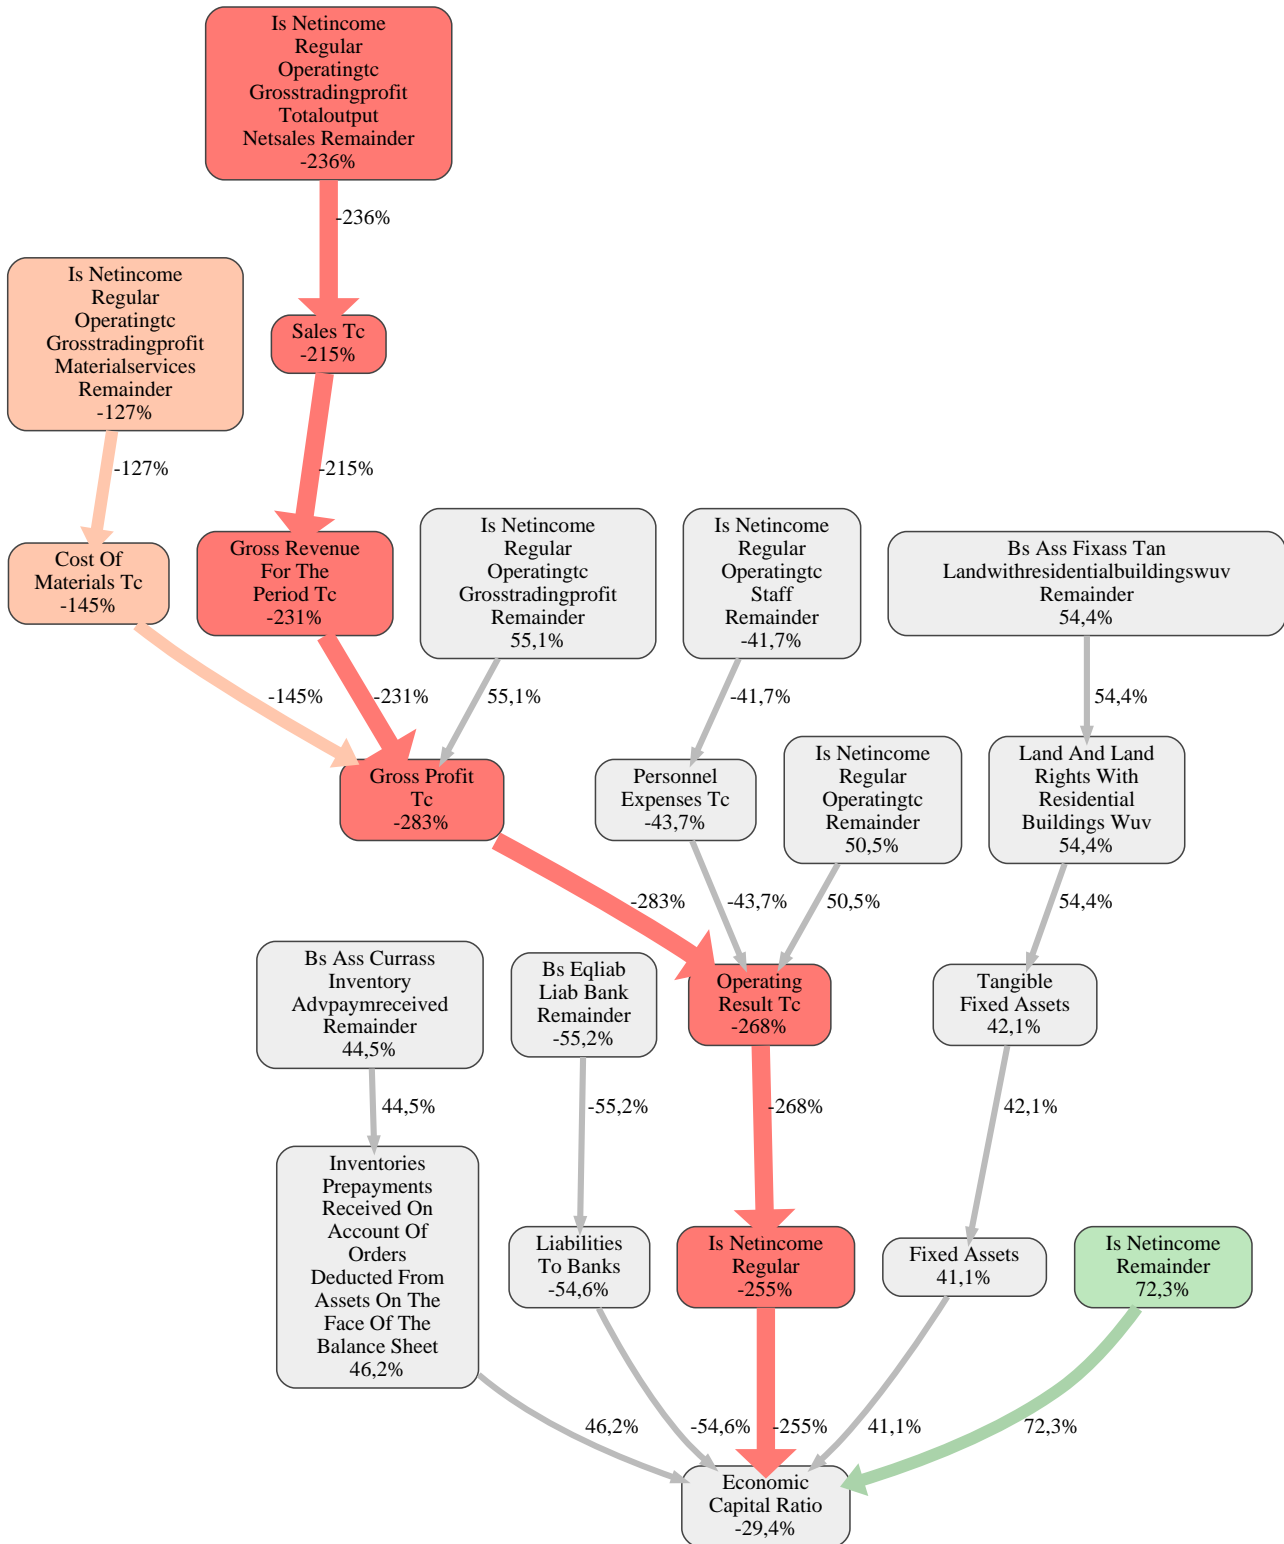 Is Netincome
Regular
Operatingtc
Grosstradingprofit
Totaloutput
Netsales Remainder
-236%
-236%
Is Netincome
Regular
Operatingtc
Grosstradingprofit
Materialservices
Remainder
-127%
Sales Tc
-215%
-127%
-215%
Cost Of
Materials Tc
-145%
Gross Revenue
For The
Period Tc
-231%
Is Netincome
Regular
Operatingtc
Grosstradingprofit
Remainder
55,1%
Is Netincome
Regular
Operatingtc
Staff
Remainder
-41,7%
Bs Ass Fixass Tan
Landwithresidentialbuildingswuv
Remainder
54,4%
-145%
-231%
55,1%
-41,7%
54,4%
Gross Profit
Tc
-283%
Personnel
Expenses Tc
-43,7%
Is Netincome
Regular
Operatingtc
Remainder
50,5%
Land And Land
Rights With
Residential
Buildings Wuv
54,4%
-283%
-43,7%
50,5%
54,4%
Bs Ass Currass
Inventory
Advpaymreceived
Remainder
44,5%
Bs Eqliab
Liab Bank
Remainder
-55,2%
Operating
Result Tc
-268%
Tangible
Fixed Assets
42,1%
44,5%
-55,2%
-268%
42,1%
Inventories
Prepayments
Received On
Account Of
Orders
Deducted From
Assets On The
Face Of The
Balance Sheet
46,2%
Liabilities
To Banks
-54,6%
Is Netincome
Regular
-255%
Fixed Assets
41,1%
Is Netincome
Remainder
72,3%
46,2%
-54,6%
-255%
41,1%
72,3%
Economic
Capital Ratio
-29,4%